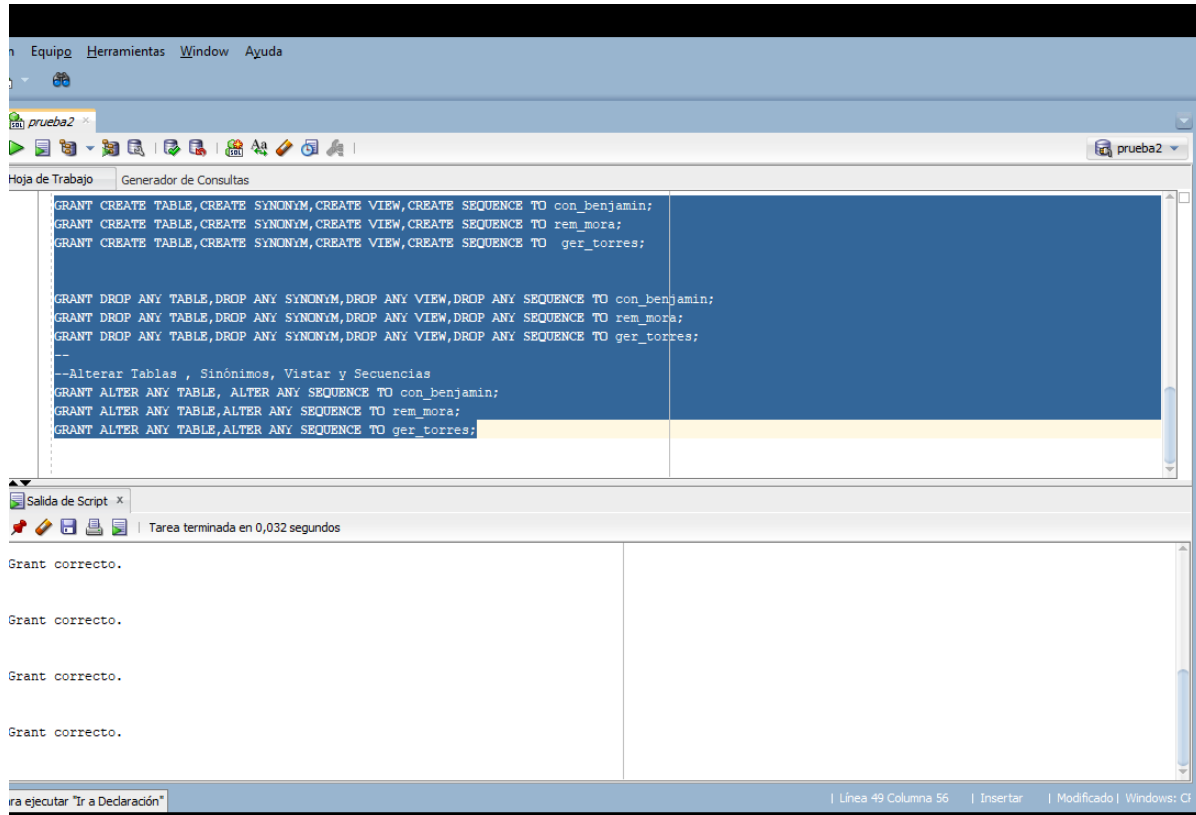 n Equipo Herramientas Window Ayuda
prueba2
prueba2
Hoja de Trabajo Generador de Consultas
GRANT CREATE TABLE,CREATE SYNONYM,CREATE VIEW,CREATE SEQUENCE TO con_benjamin;
GRANT CREATE TABLE,CREATE SYNONYM,CREATE VIEW,CREATE SEQUENCE TO rem_mora;
GRANT CREATE TABLE,CREATE SYNONYM,CREATE VIEW,CREATE SEQUENCE TO  ger_torres;
GRANT DROP ANY TABLE,DROP ANY SYNONYM,DROP ANY VIEW,DROP ANY SEQUENCE TO con_benjamin;
GRANT DROP ANY TABLE,DROP ANY SYNONYM,DROP ANY VIEW,DROP ANY SEQUENCE TO rem_mora;
GRANT DROP ANY TABLE,DROP ANY SYNONYM,DROP ANY VIEW,DROP ANY SEQUENCE TO ger_torres;
--
--Alterar Tablas , Sinónimos, Vistar y Secuencias
GRANT ALTER ANY TABLE, ALTER ANY SEQUENCE TO con_benjamin;
GRANT ALTER ANY TABLE,ALTER ANY SEQUENCE TO rem_mora;
GRANT ALTER ANY TABLE,ALTER ANY SEQUENCE TO ger_torres;
Salida de Script x
Tarea terminada en 0,032 segundos
Grant correcto.
Grant correcto.
Grant correcto.
Grant correcto.
ra ejecutar "Ir a Declaración" | Línea 49 Columna 56 | Insertar | Modificado | Windows: CF